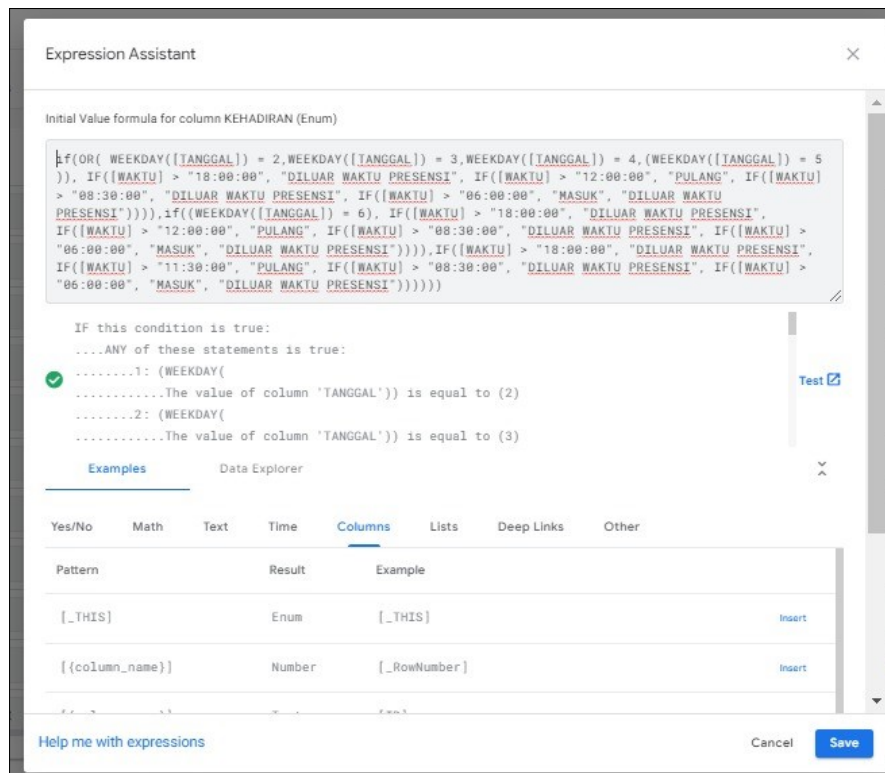 Expression Assistant
Initial Value formula for column KEHADIRAN (Enum)
if(OR( WEEKDAY([TANGGAL]) = 2,WEEKDAY([TANGGAL]) = 3,WEEKDAY([TANGGAL]) = 4,(WEEKDAY([TANGGAL]) = 5
)), IF([WAKTU] > "18:00:00", "DILUAR WAKTU PRESENSI", IF([WAKTU] > "12:00:00", "PULANG", IF([WAKTU]
> "08:30:00", "DILUAR WAKTU PRESENSI", IF([WAKTU] > "06:00:00", "MASUK", "DILUAR WAKTU
PRESENSI")))),if((WEEKDAY([TANGGAL]) = 6), IF([WAKTU] > "18:00:00", "DILUAR WAKTU PRESENSI",
IF([WAKTU] > "12:00:00", "PULANG", IF([WAKTU] > "08:30:00", "DILUAR WAKTU PRESENSI", IF([WAKTU] >
"06:00:00", "MASUK", "DILUAR WAKTU PRESENSI")))),IF([WAKTU] > "18:00:00", "DILUAR WAKTU PRESENSI",
IF([WAKTU] > "11:30:00", "PULANG", IF([WAKTU] > "08:30:00", "DILUAR WAKTU PRESENSI", IF([WAKTU] >
"06:00:00", "MASUK", "DILUAR WAKTU PRESENSI"))))))
IF this condition is true:
....ANY of these statements is true:
........1: (WEEKDAY(
............The value of column 'TANGGAL')) is equal to (2)
........2: (WEEKDAY(
............The value of column 'TANGGAL')) is equal to (3)
Test
Examples Data Explorer
Yes/No Math Text Time Columns Lists Deep Links Other
Pattern Result Example
[_THIS] Enum [_THIS] Insert
[{column_name}] Number [_RowNumber] Insert
Help me with expressions Cancel Save